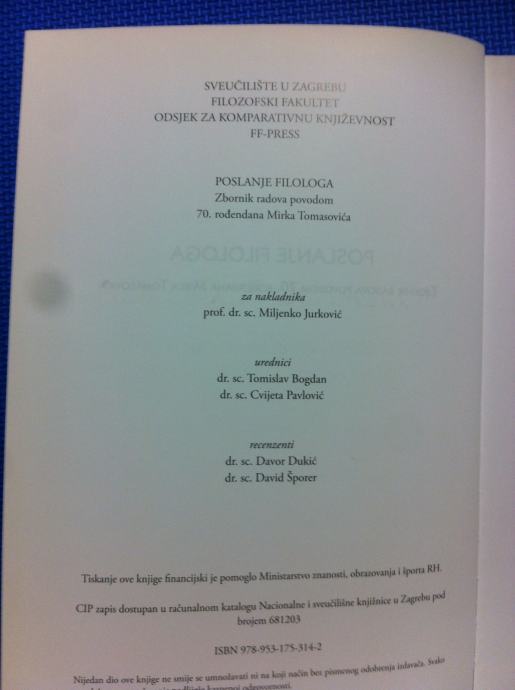 SVEUČILIŠTE U ZAGREBU
FILOZOFSKI FAKULTET
ODSJEK ZA KOMPARATIVNU KNJIŽEVNOST
FF-PRESS
POSLANJE FILOLOGA
Zbornik radova povodom
70. rođendana Mirka Tomasovića
za nakladnika
prof. dr. sc. Miljenko Jurković
urednici
dr. sc. Tomislav Bogdan
dr. sc. Cvijeta Pavlović
recenzenti
dr. sc. Davor Dukić
dr. sc. David Šporer
Tiskanje ove knjige financijski je pomoglo Ministarstvo znanosti, obrazovanja i športa RH.
CIP zapis dostupan u računalnom katalogu Nacionalne i sveučilišne knjižnice u Zagrebu pod
brojem 681203
ISBN 978-953-175-314-2
Nijedan dio ove knjige ne smije se umnožavati ni na koji način bez pismenog odobrenja izdavača. Svako